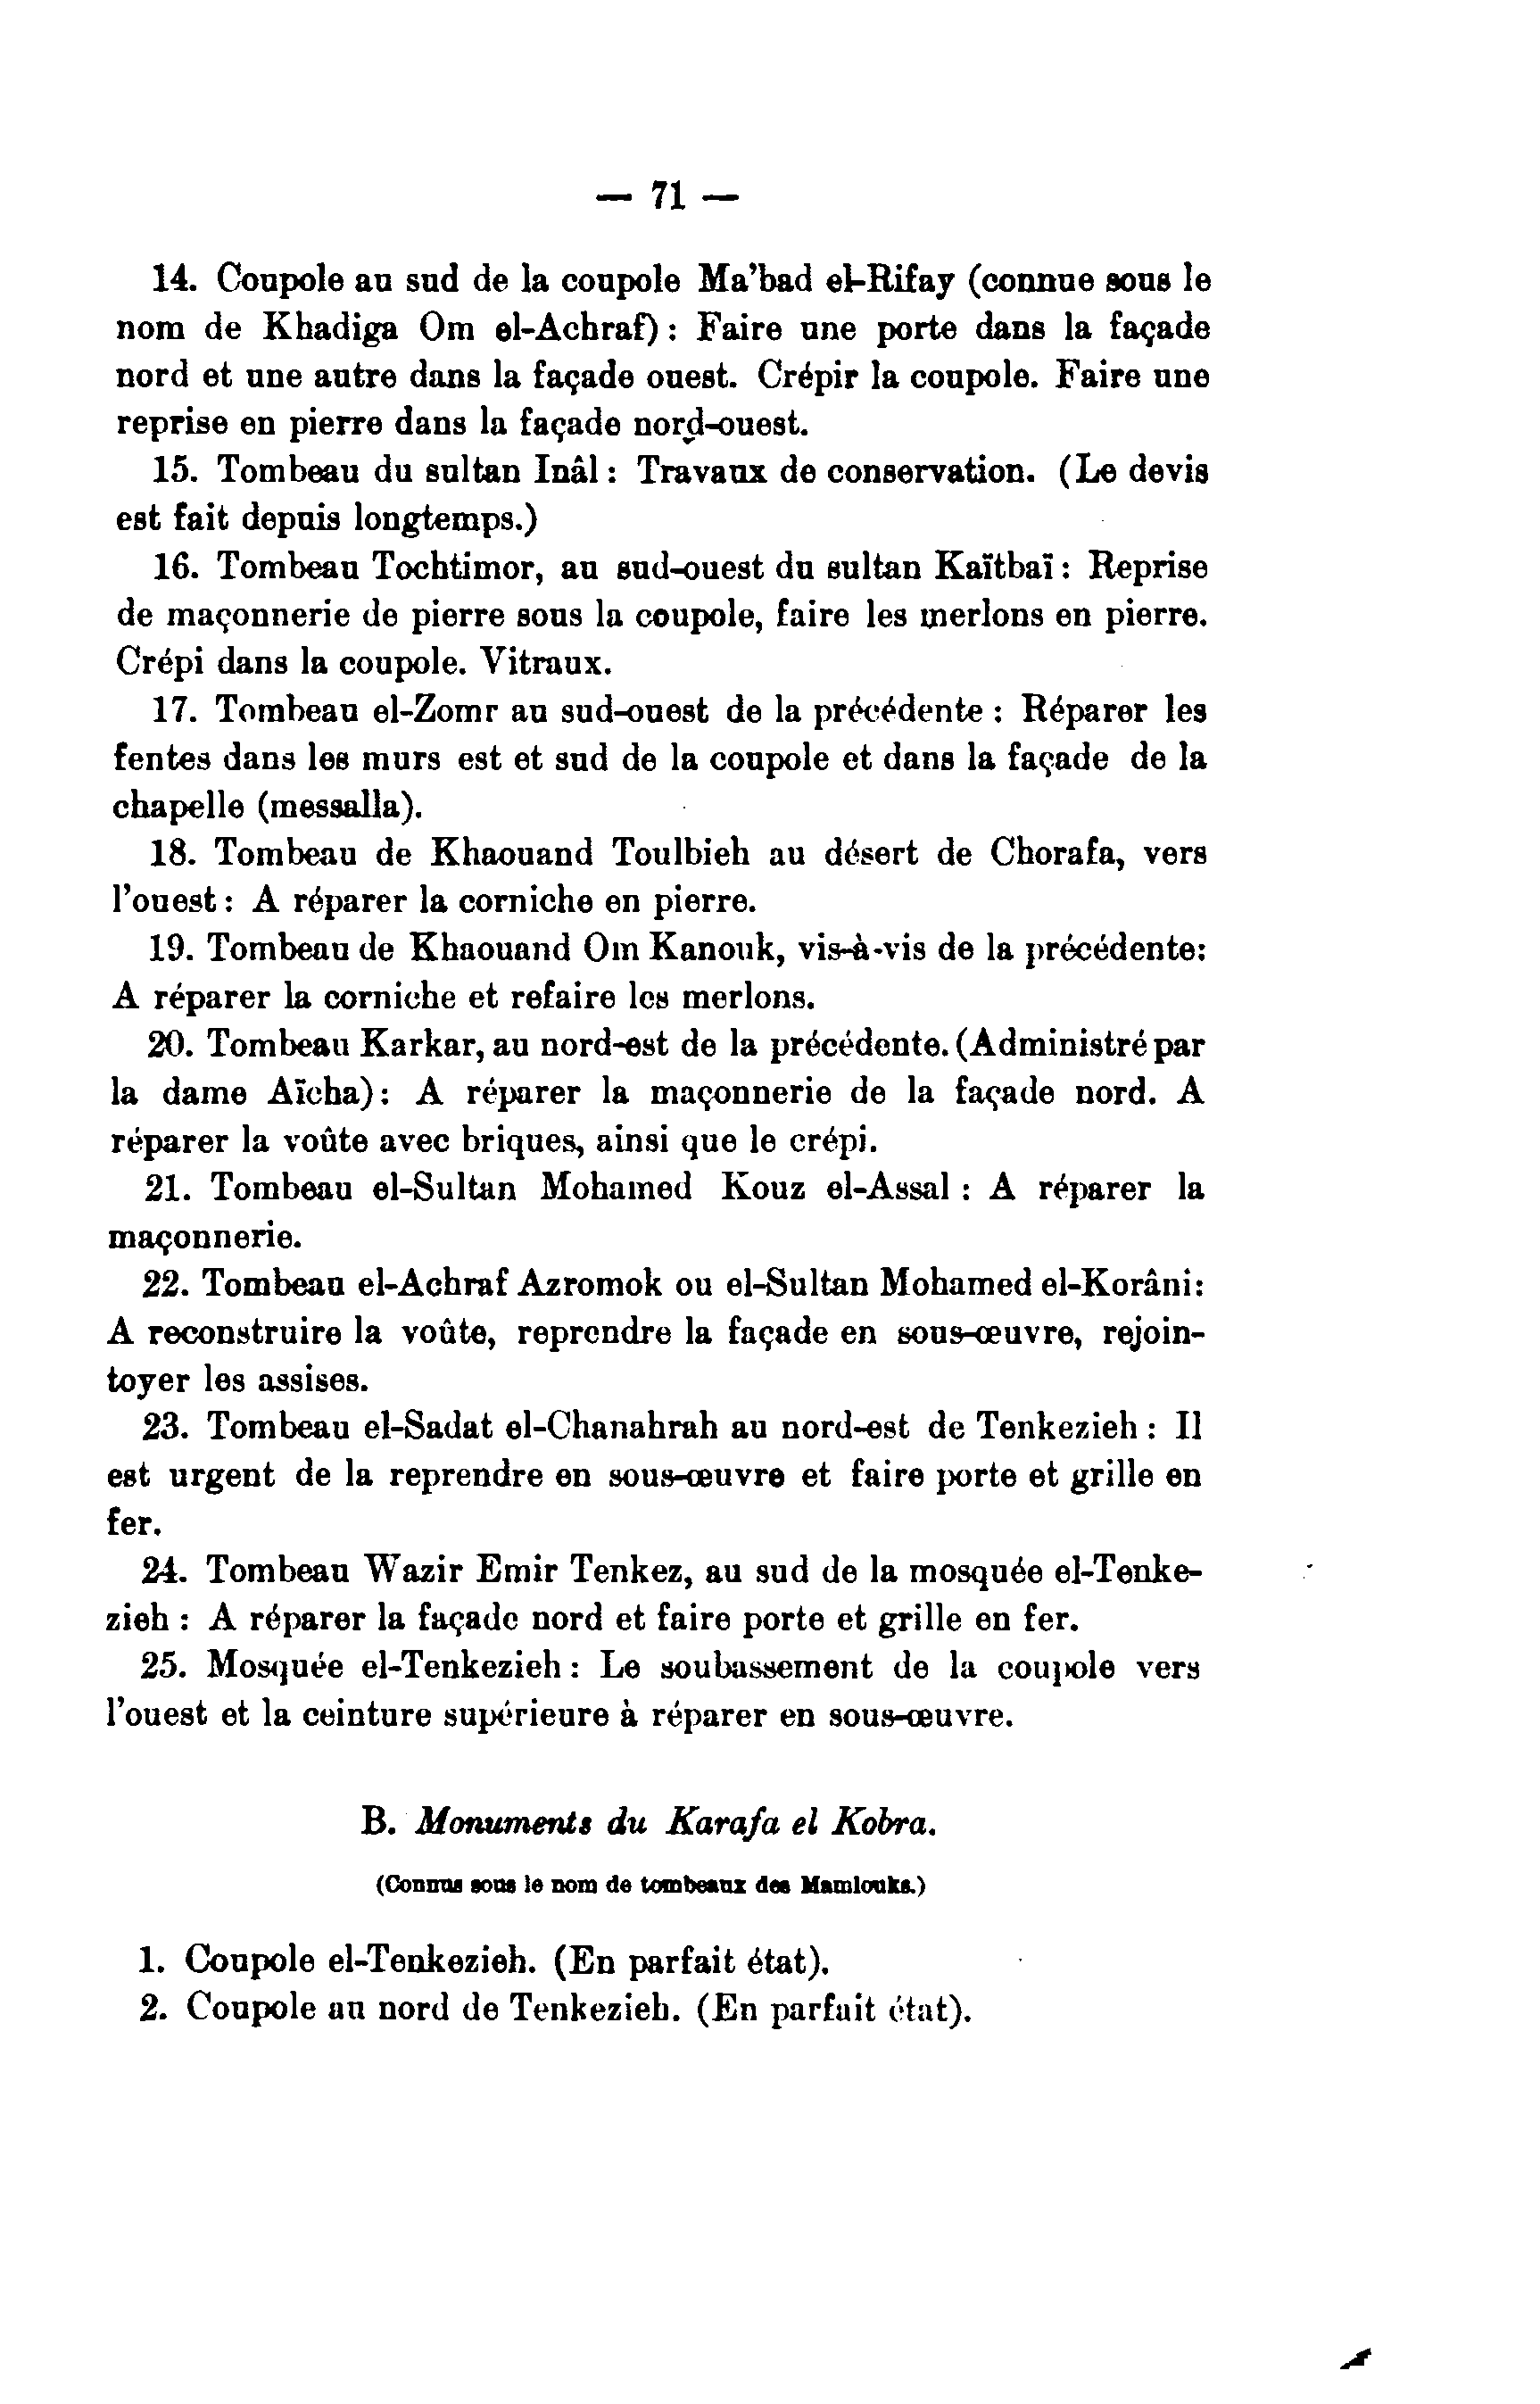 — 71 —
14. Coupole au sud de la coupole Ma'bad el-Rifay (connue sous le
nom de Khadiga Om el-Achraf) : Faire une porte dans la façade
nord et une autre dans la façade ouest. Crépir la coupole. Faire une
reprise en pierre dans la façade nord-ouest.
15. Tombeau du sultan Inâl : Travaux de conservation. (Le devis
est fait depuis longtemps.)
16. Tombeau Tochtimor, au sud-ouest du sultan Kaïtbaï : Reprise
de maçonnerie de pierre sous la coupole, faire les merlons en pierre.
Crépi dans la coupole. Vitraux.
17. Tombeau el-Zomr au sud-ouest de la précédente : Réparer les
fentes dans les murs est et sud de la coupole et dans la façade de la
chapelle (messalla).
18. Tombeau de Khaouand Toulbieh au désert de Chorafa, vers
l'ouest : A réparer la corniche en pierre.
19. Tombeau de Khaouand Om Kanouk, vis-à-vis de la précédente:
A réparer la corniche et refaire les merlons.
20. Tombeau Karkar, au nord-est de la précédente. (Administré par
la dame Aïcha) : A réparer la maçonnerie de la façade nord. A
réparer la voûte avec briques, ainsi que le crépi.
21. Tombeau el-Sultan Mohamed Kouz el-Assal : A réparer la
maçonnerie.
22. Tombeau el-Achraf Azromok ou el-Sultan Mohamed el-Korâni:
A reconstruire la voûte, reprendre la façade en sous-œuvre, rejoin-
toyer les assises.
23. Tombeau el-Sadat el-Chanahrah au nord-est de Tenkezieh : Il
est urgent de la reprendre en sous-œuvre et faire porte et grille en
fer.
24. Tombeau Wazir Emir Tenkez, au sud de la mosquée el-Tenke-
zieh : A réparer la façade nord et faire porte et grille en fer.
25. Mosquée el-Tenkezieh : Le soubassement de la coupole vers
l'ouest et la ceinture supérieure à réparer en sous-œuvre.
B. Monuments du Karafa el Kobra.
(Connus sous le nom de tombeaux des Mamlouks.)
1. Coupole el-Tenkezieh. (En parfait état).
2. Coupole au nord de Tenkezieh. (En parfait état).